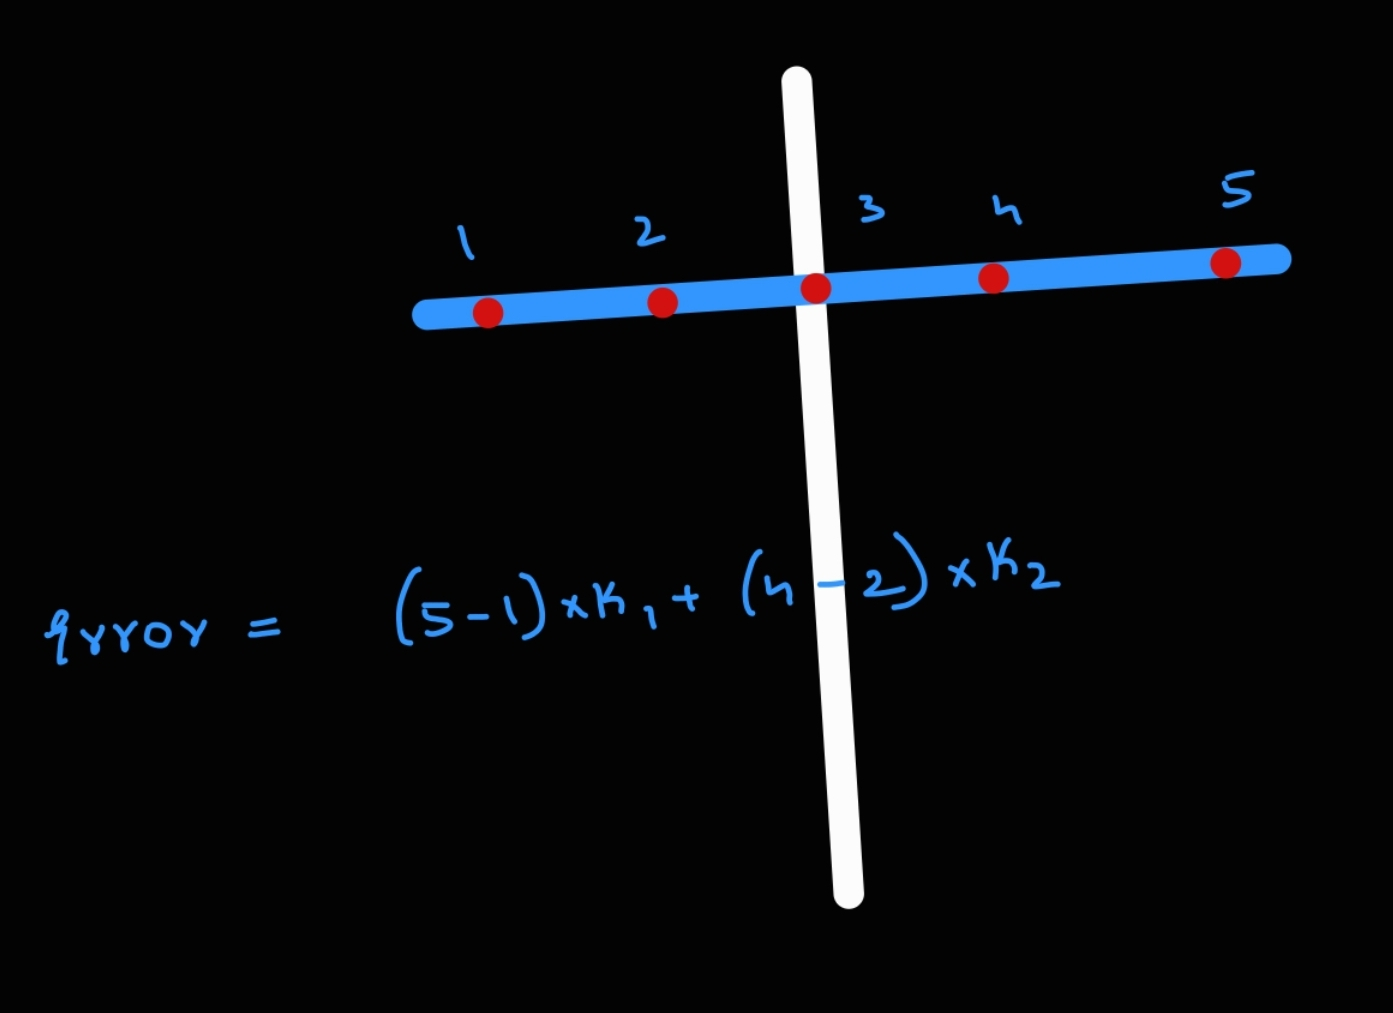 1 2 3 4 5
error = (5-1)×K₁+ (4-2)×K₂